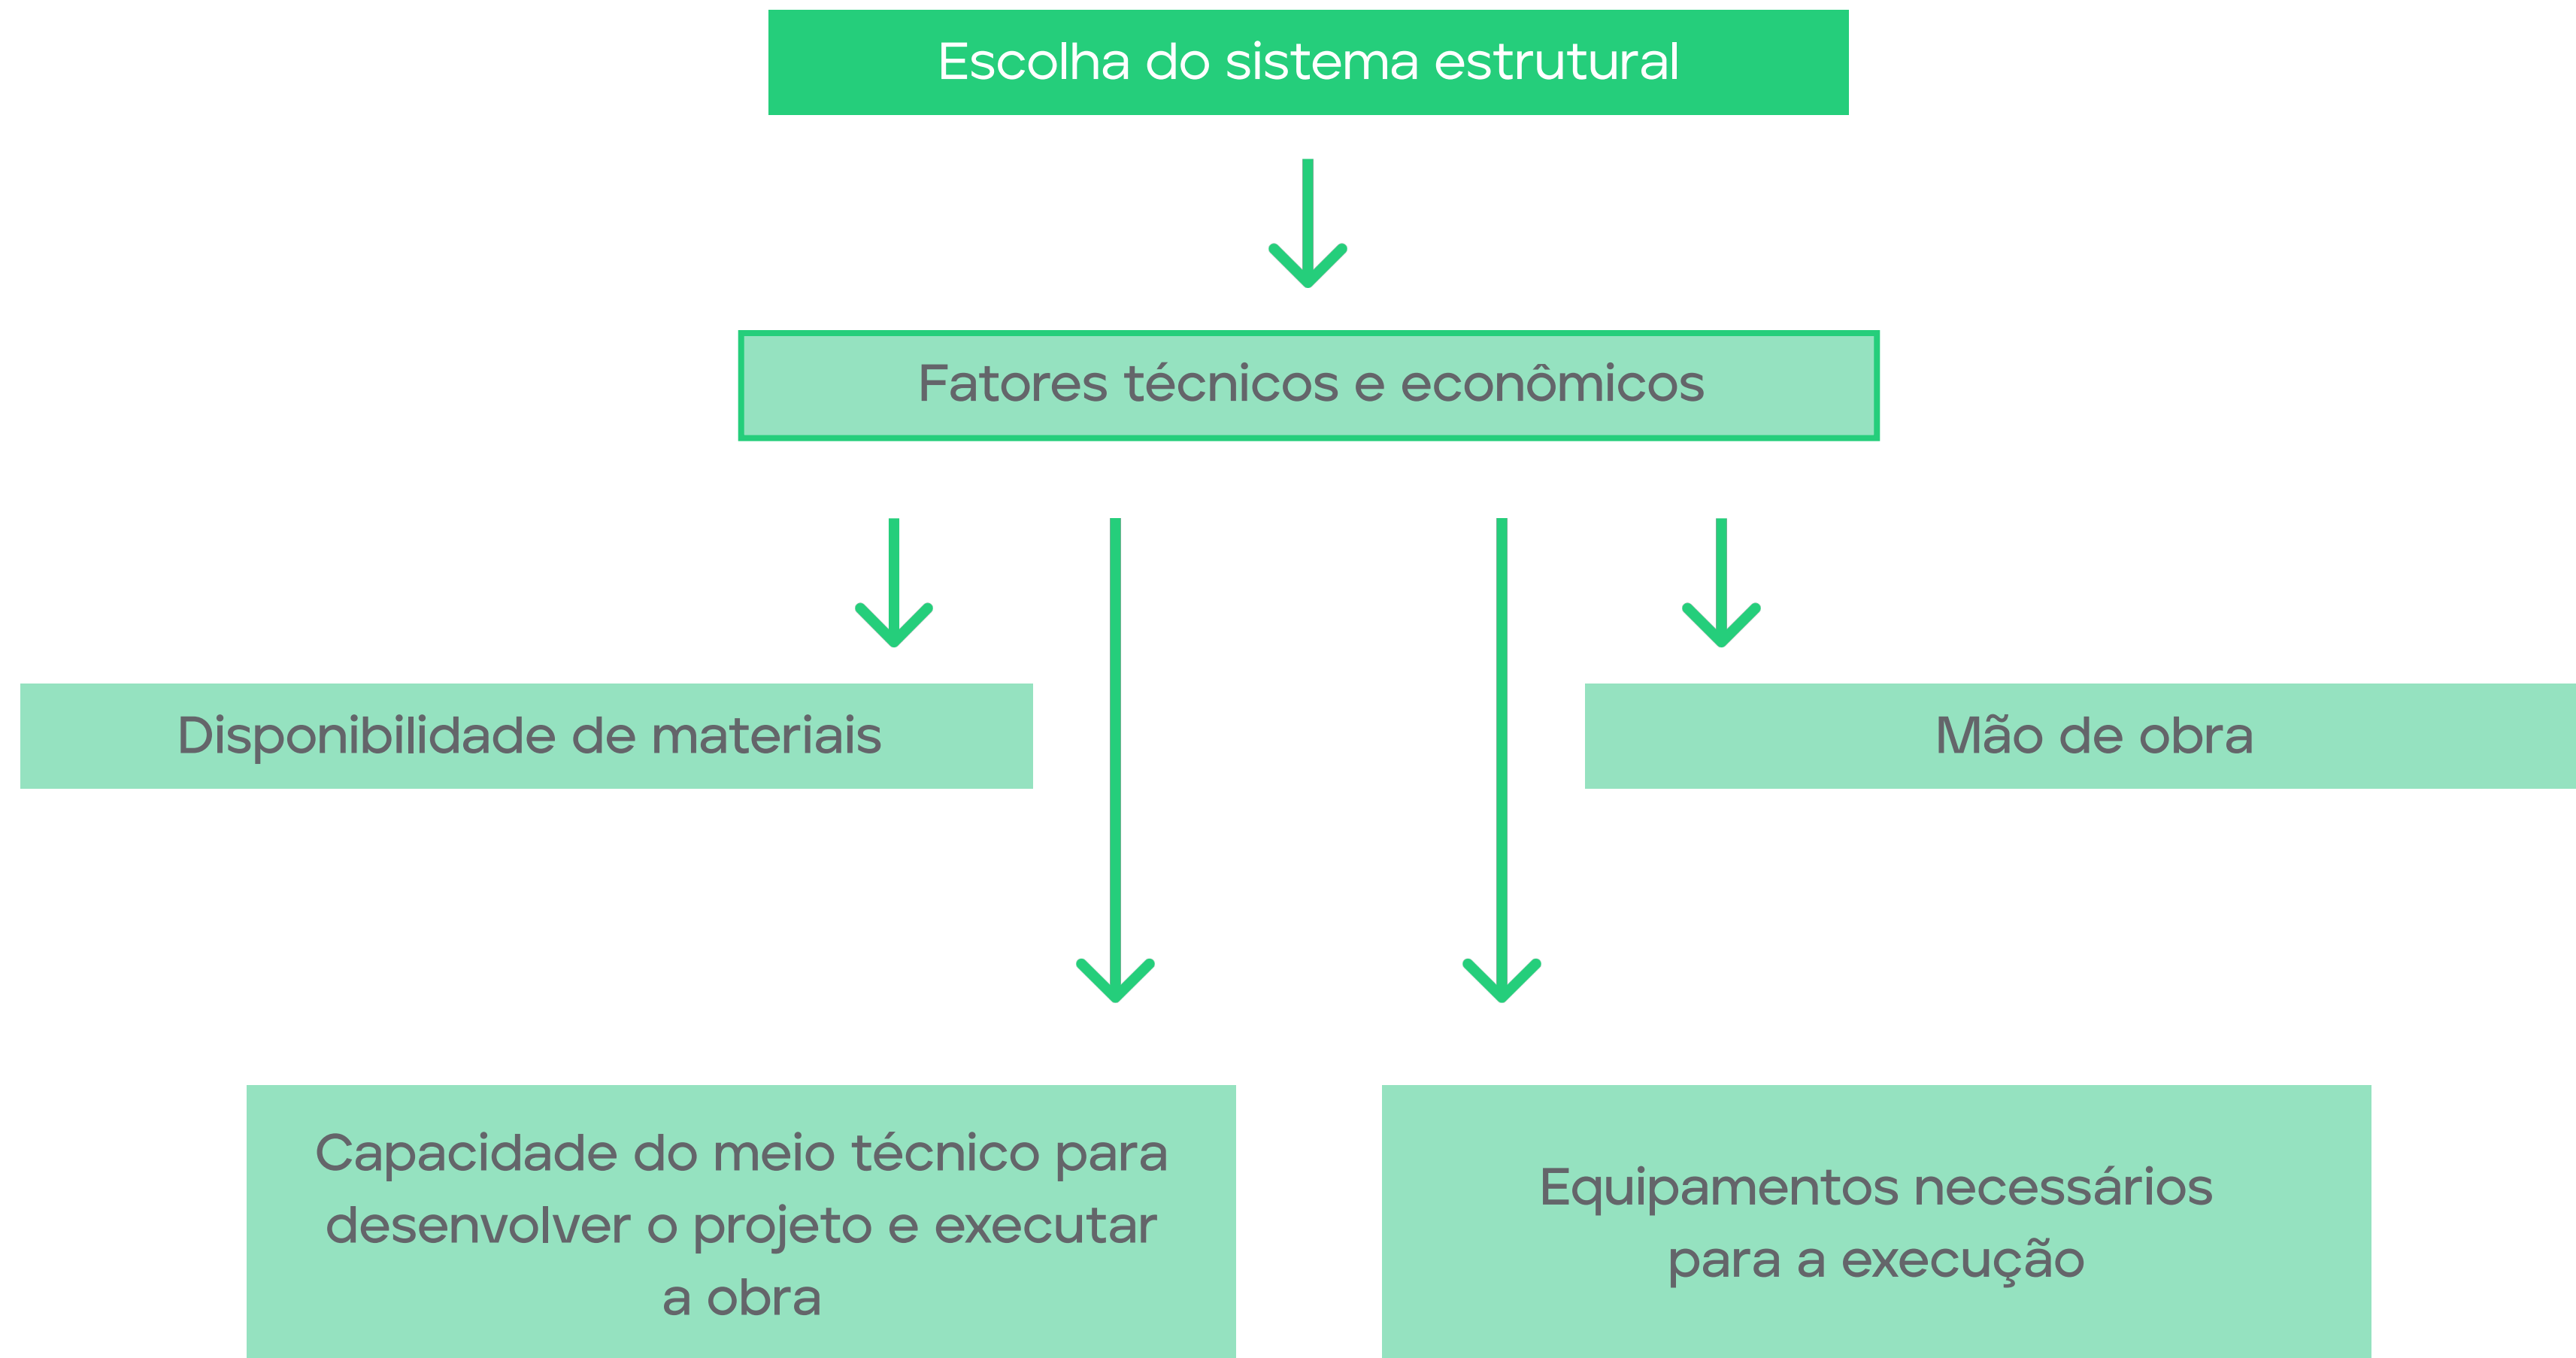 Escolha do sistema estrutural
Fatores técnicos e econômicos
Disponibilidade de materiais
Mão de obra
Capacidade do meio técnico para
desenvolver o projeto e executar
a obra
Equipamentos necessários
para a execução